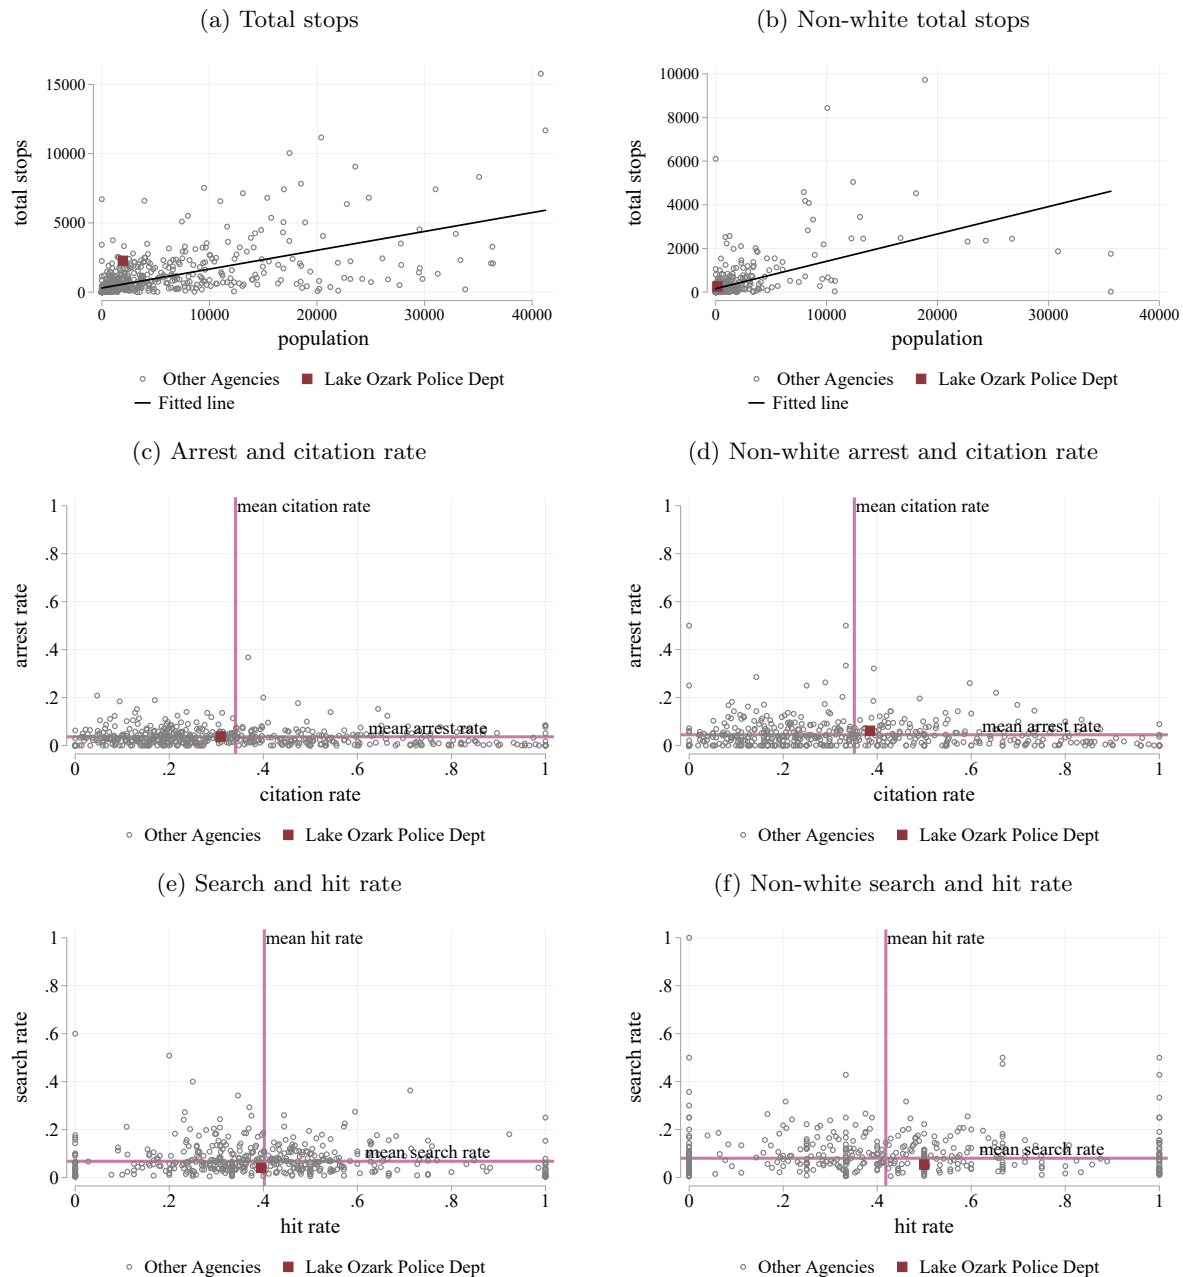 (a) Total stops
(b) Non-white total stops
total stops
15000
10000
5000
0
0 10000 20000 30000 40000
population
Other Agencies Lake Ozark Police Dept
Fitted line
total stops
10000
8000
6000
4000
2000
0
0 10000 20000 30000 40000
population
Other Agencies Lake Ozark Police Dept
Fitted line
(c) Arrest and citation rate
(d) Non-white arrest and citation rate
arrest rate
1
.8
.6
.4
.2
0
mean citation rate
mean arrest rate
0 .2 .4 .6 .8 1
citation rate
Other Agencies Lake Ozark Police Dept
arrest rate
1
.8
.6
.4
.2
0
mean citation rate
mean arrest rate
0 .2 .4 .6 .8 1
citation rate
Other Agencies Lake Ozark Police Dept
(e) Search and hit rate
(f) Non-white search and hit rate
search rate
1
.8
.6
.4
.2
0
mean hit rate
mean search rate
0 .2 .4 .6 .8 1
hit rate
Other Agencies Lake Ozark Police Dept
search rate
1
.8
.6
.4
.2
0
mean hit rate
mean search rate
0 .2 .4 .6 .8 1
hit rate
Other Agencies Lake Ozark Police Dept